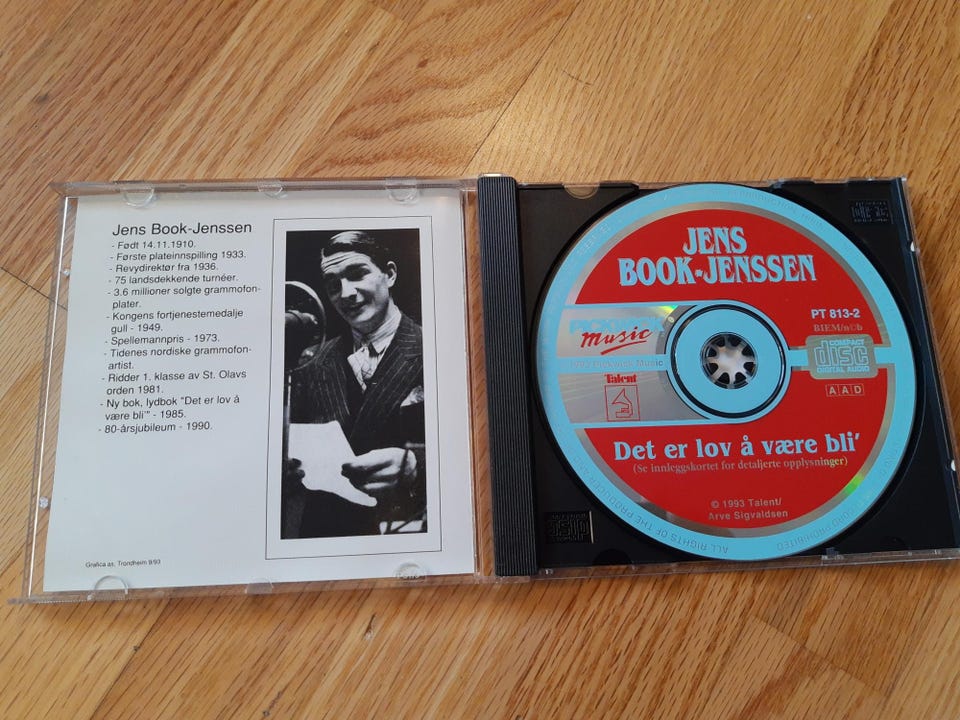 Jens Book-Jenssen
- Født 14.11.1910.
- Første plateinnspilling 1933.
- Revydirektør fra 1936.
- 75 landsdekkende turnéer.
- 3.6 millioner solgte grammofon-
plater.
- Kongens fortjenestemedalje
gull - 1949.
- Spellemannpris - 1973.
- Tidenes nordiske grammofon-
artist.
- Ridder 1. klasse av St. Olavs
orden 1981.
- Ny bok, lydbok "Det er lov å
være bli'" - 1985.
- 80-årsjubileum - 1990.
Grafica as, Trondheim 9/93
JENS
BOOK-JENSSEN
PT 813-2
BIEM/n©b
PICKWICK
Music
COMPACT
disc
DIGITAL AUDIO
AAD
Talent
Det er lov å være bli'
(Se innleggskortet for detaljerte opplysninger)
© 1993 Talent/
Arve Sigvaldsen
ALL RIGHTS OF THE PRODUCER